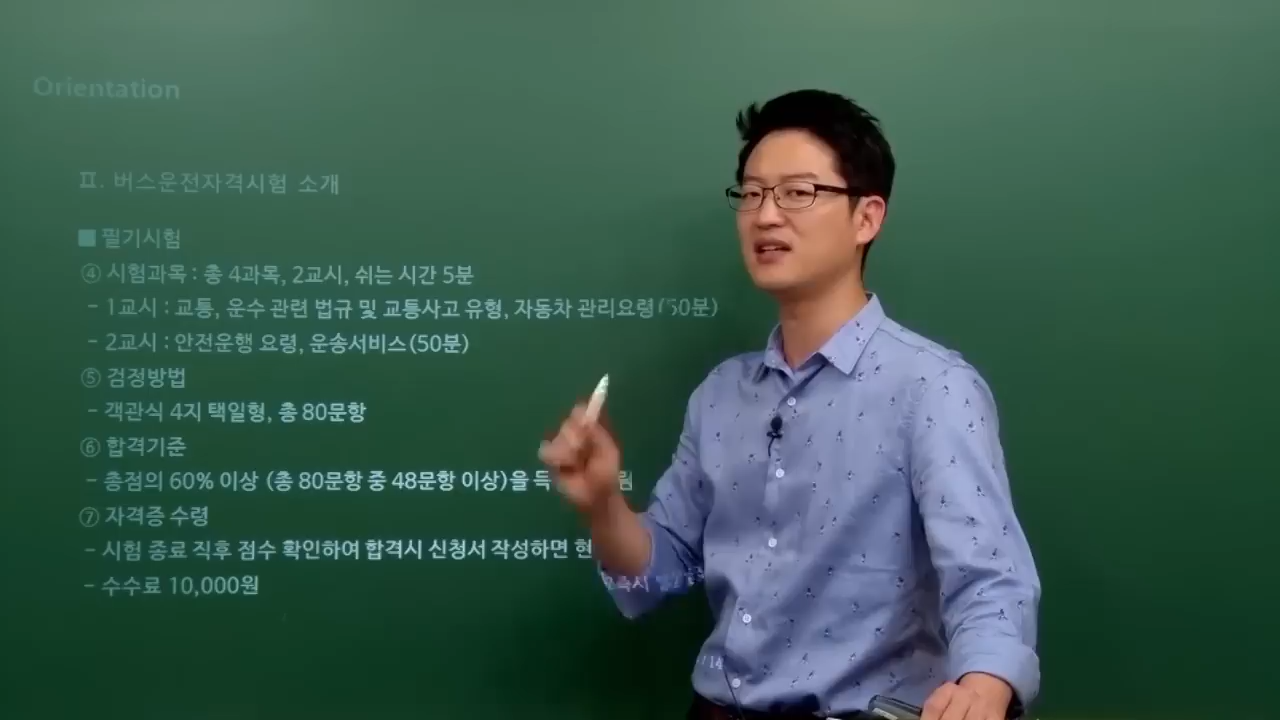 Orientation
Ⅱ. 버스운전자격시험 소개
■ 필기시험
④ 시험과목 : 총 4과목, 2교시, 쉬는 시간 5분
- 1교시 : 교통, 운수 관련 법규 및 교통사고 유형, 자동차 관리요령(50분)
- 2교시 : 안전운행 요령, 운송서비스(50분)
⑤ 검정방법
- 객관식 4지 택일형, 총 80문항
⑥ 합격기준
- 총점의 60% 이상 (총 80문항 중 48문항 이상)을
⑦ 자격증 수령
- 시험 종료 직후 점수 확인하여 합격시 신청서 작성하면
- 수수료 10,000원